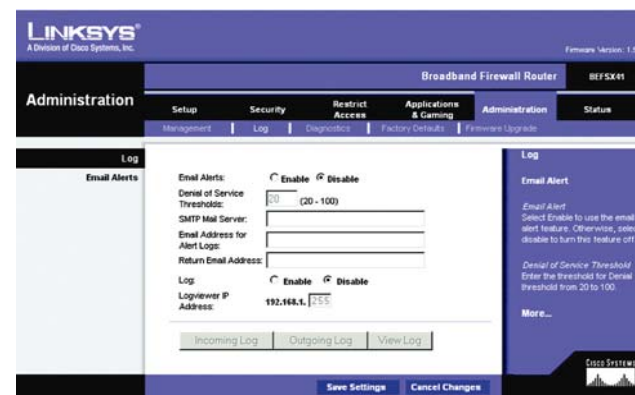 LINKSYS®
A Division of Cisco Systems, Inc.
Firmware Version: 1.5
Broadband Firewall Router BEFSX41
Administration
Setup Security Restrict Access Applications & Gaming Administration Status
Management Log Diagnostics Factory Defaults Firmware Upgrade
Log
Email Alerts
Email Alerts: Enable Disable
Denial of Service Thresholds: 20 (20 - 100)
SMTP Mail Server:
Email Address for Alert Logs:
Return Email Address:
Log: Enable Disable
Logviewer IP Address: 192.168.1. 255
Incoming Log Outgoing Log View Log
Log
Email Alert
Email Alert
Select Enable to use the email
alert feature. Otherwise, selec
disable to turn this feature off
Denial of Service Threshold
Enter the threshold for Denial
threshold from 20 to 100.
More...
Save Settings Cancel Changes
CISCO SYSTEMS